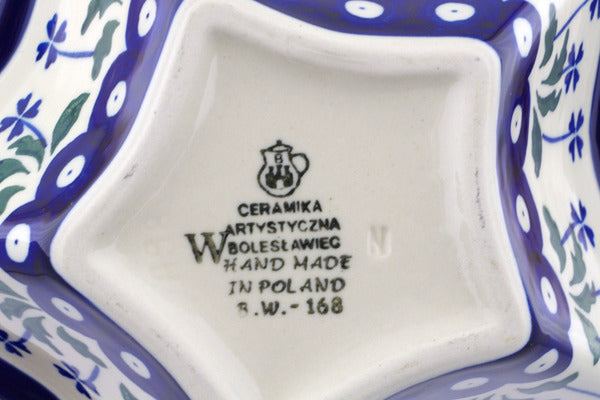 B
CERAMIKA
ARTYSTYCZNA
W BOLESŁAWIEC
HAND MADE
IN POLAND
B.W.-168
N